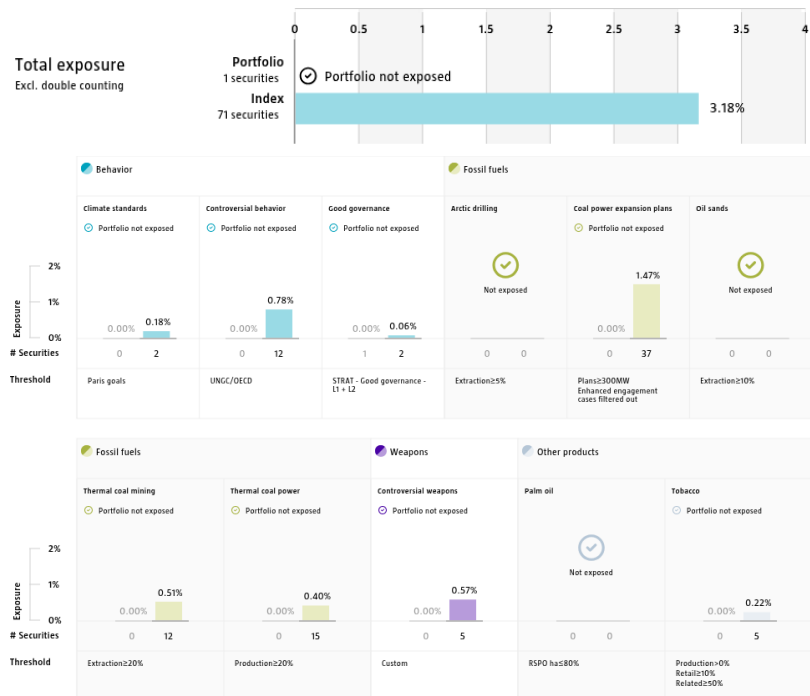 0 0.5 1 1.5 2 2.5 3 3.5 4
Total exposure
Excl. double counting
Portfolio
1 securities
Portfolio not exposed
Index
71 securities
3.18%
Behavior
Fossil fuels
Climate standards
Controversial behavior
Good governance
Arctic drilling
Coal power expansion plans
Oil sands
Portfolio not exposed
Portfolio not exposed
Portfolio not exposed
Portfolio not exposed
Not exposed
Not exposed
Exposure
2%
1%
0%
0.00% 0.18%
0.00% 0.78%
0.00% 0.06%
0.00% 1.47%
# Securities
0 2
0 12
1 2
0 0
0 37
0 0
Threshold
Paris goals
UNGC/OECD
STRAT - Good governance -
L1 + L2
Extraction≥5%
Plans≥300MW
Enhanced engagement
cases filtered out
Extraction≥10%
Fossil fuels
Weapons
Other products
Thermal coal mining
Thermal coal power
Controversial weapons
Palm oil
Tobacco
Portfolio not exposed
Portfolio not exposed
Portfolio not exposed
Portfolio not exposed
Not exposed
Exposure
2%
1%
0%
0.00% 0.51%
0.00% 0.40%
0.00% 0.57%
0.00% 0.22%
# Securities
0 12
0 15
0 5
0 0
0 5
Threshold
Extraction≥20%
Production≥20%
Custom
RSPO ha≤80%
Production>0%
Retail≥10%
Related≥50%